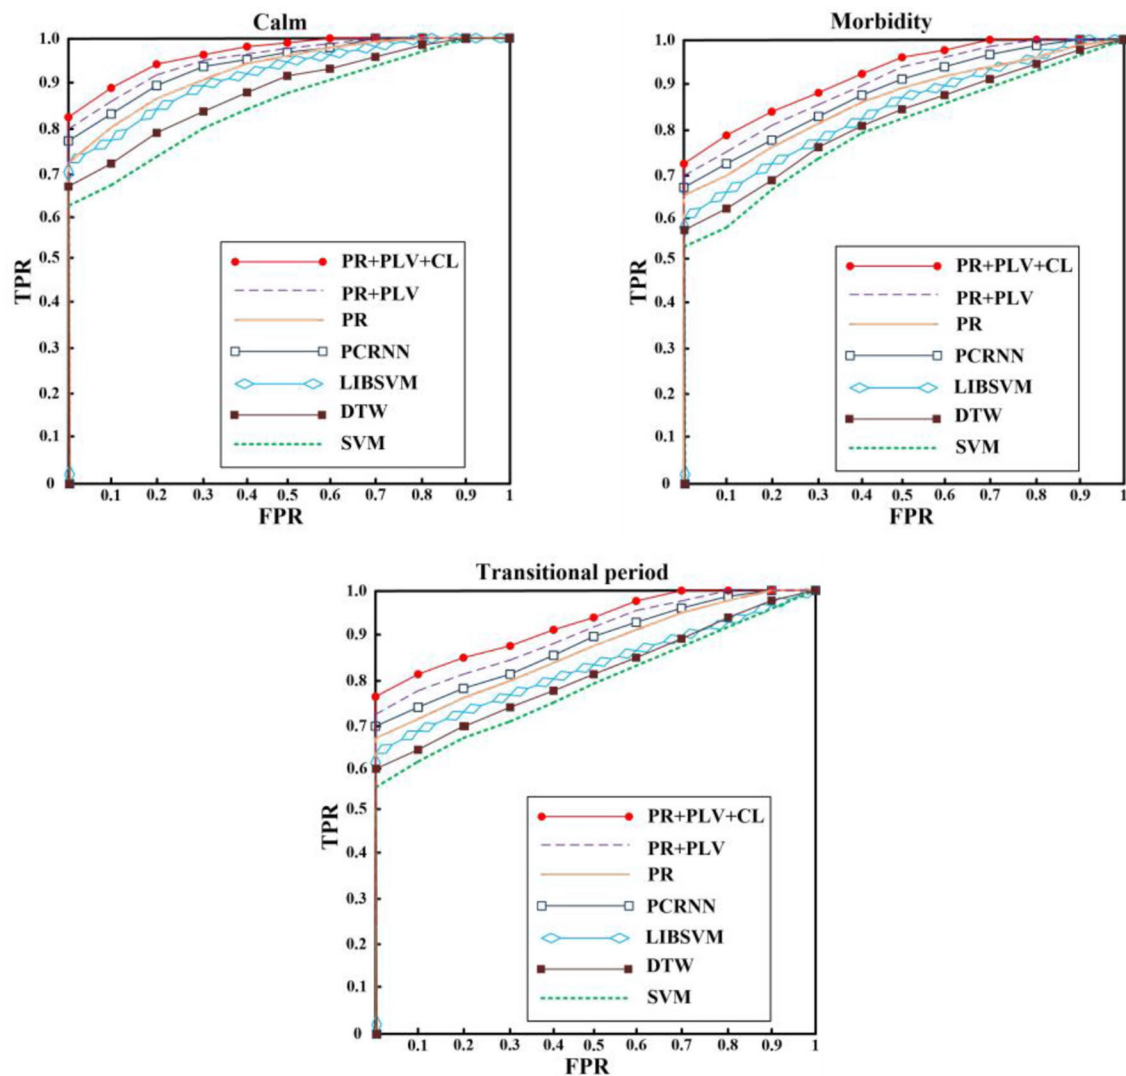 Calm
1.0
0.9
0.8
0.7
0.6
0.5
0.4
0.3
0.2
0.1
0
TPR
PR+PLV+CL
PR+PLV
PR
PCRNN
LIBSVM
DTW
SVM
0.1 0.2 0.3 0.4 0.5 0.6 0.7 0.8 0.9 1
FPR
Morbidity
1.0
0.9
0.8
0.7
0.6
0.5
0.4
0.3
0.2
0.1
0
TPR
PR+PLV+CL
PR+PLV
PR
PCRNN
LIBSVM
DTW
SVM
0.1 0.2 0.3 0.4 0.5 0.6 0.7 0.8 0.9 1
FPR
Transitional period
1.0
0.9
0.8
0.7
0.6
0.5
0.4
0.3
0.2
0.1
0
TPR
PR+PLV+CL
PR+PLV
PR
PCRNN
LIBSVM
DTW
SVM
0.1 0.2 0.3 0.4 0.5 0.6 0.7 0.8 0.9 1
FPR